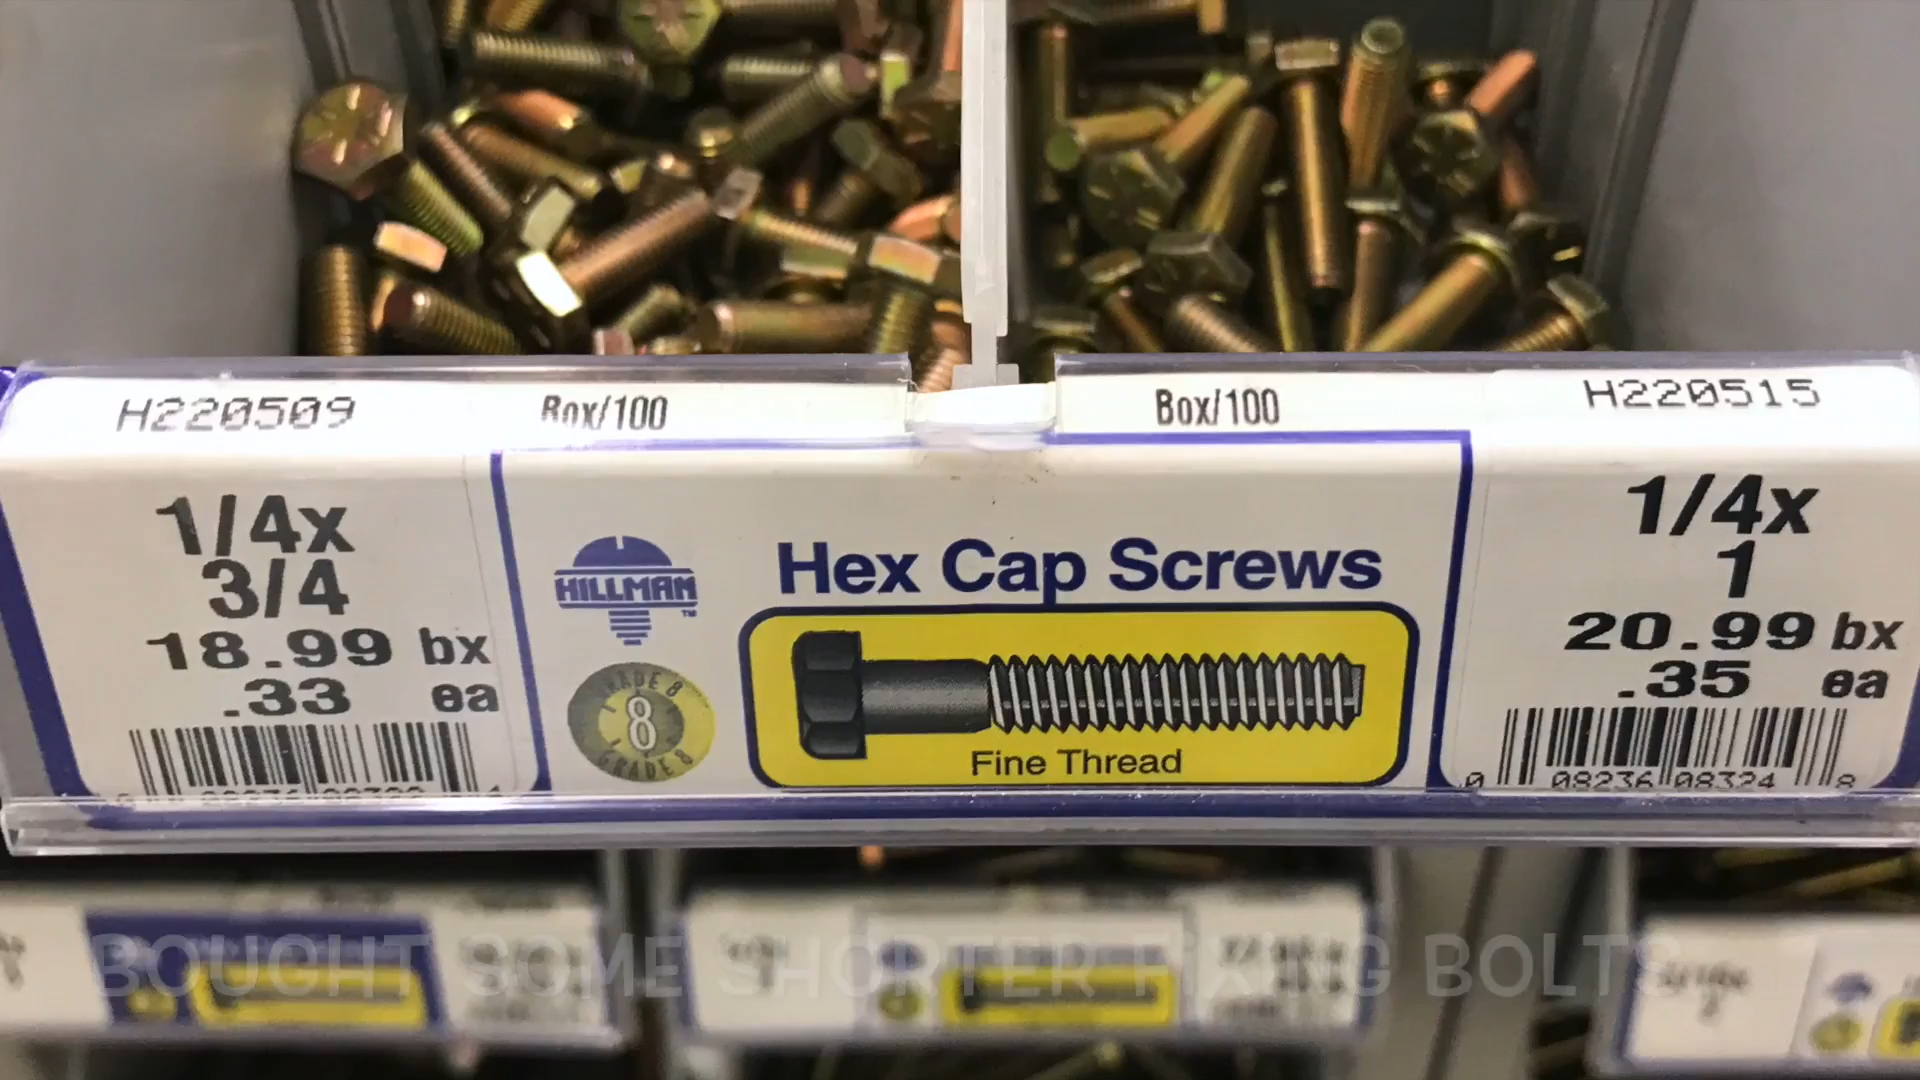 H220509
Box/100
Box/100
H220515
1/4x
3/4
18.99 bx
.33 ea
HILLMAN
TM
GRADE 8
8
GRADE 8
Hex Cap Screws
Fine Thread
1/4x
1
20.99 bx
.35 ea
0 08236 08324 8
BOUGHT SOME SHORTER FIXING BOLTS